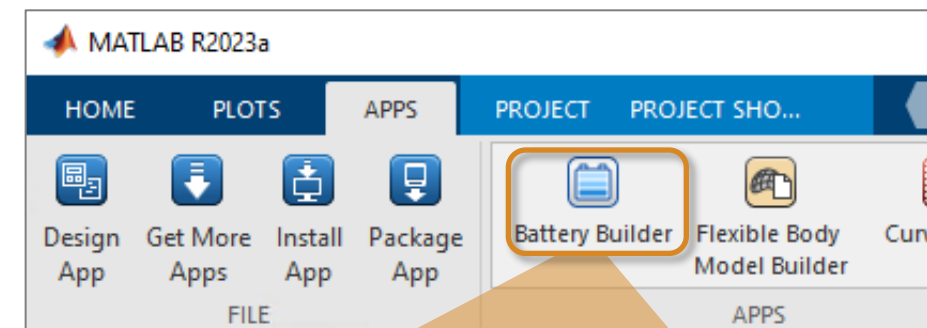 MATLAB R2023a
HOME PLOTS APPS PROJECT PROJECT SHO...
Design App
Get More Apps
Install App
Package App
Battery Builder
Flexible Body Model Builder
FILE APPS